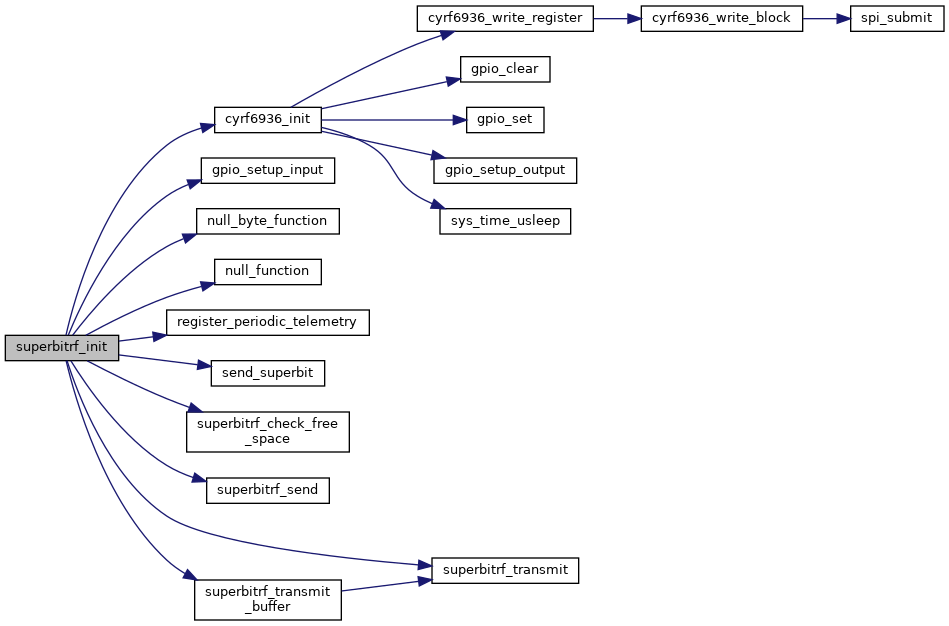 cyrf6936_write_register
cyrf6936_write_block
spi_submit
gpio_clear
cyrf6936_init
gpio_set
gpio_setup_input
gpio_setup_output
null_byte_function
sys_time_usleep
null_function
register_periodic_telemetry
superbitrf_init
send_superbit
superbitrf_check_free
_space
superbitrf_send
superbitrf_transmit
superbitrf_transmit
_buffer